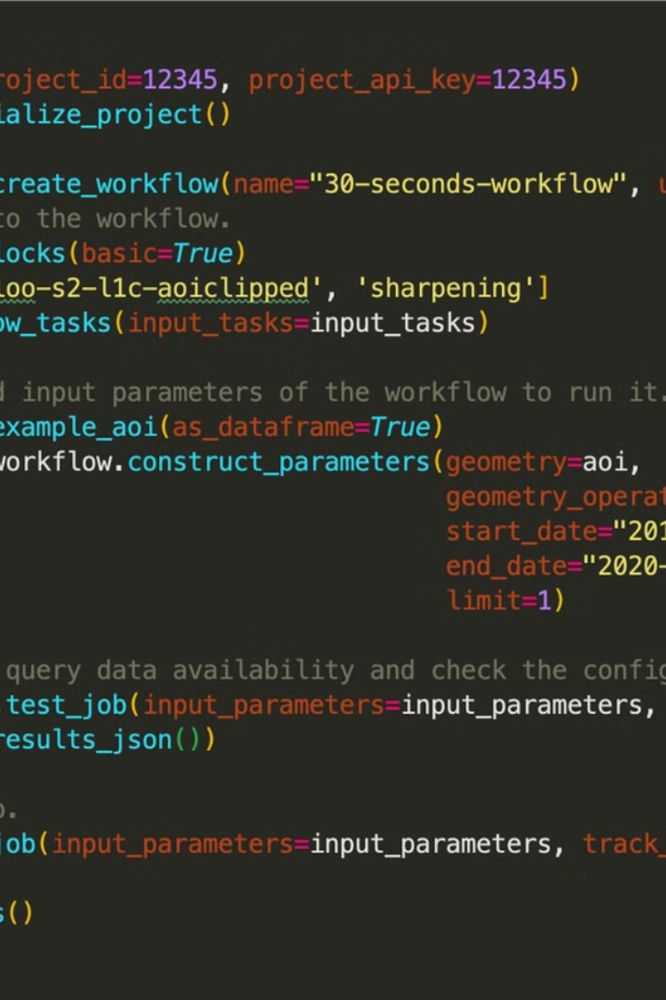 roject_id=12345, project_api_key=12345)
ialize_project()
create_workflow(name="30-seconds-workflow", u
to the workflow.
locks(basic=True)
loo-s2-l1c-aoiclipped', 'sharpening']
ow_tasks(input_tasks=input_tasks)
d input parameters of the workflow to run it.
example_aoi(as_dataframe=True)
workflow.construct_parameters(geometry=aoi,
geometry_operat
start_date="201
end_date="2020-
limit=1)
query data availability and check the config
.test_job(input_parameters=input_parameters,
results_json())
b.
job(input_parameters=input_parameters, track_
s()